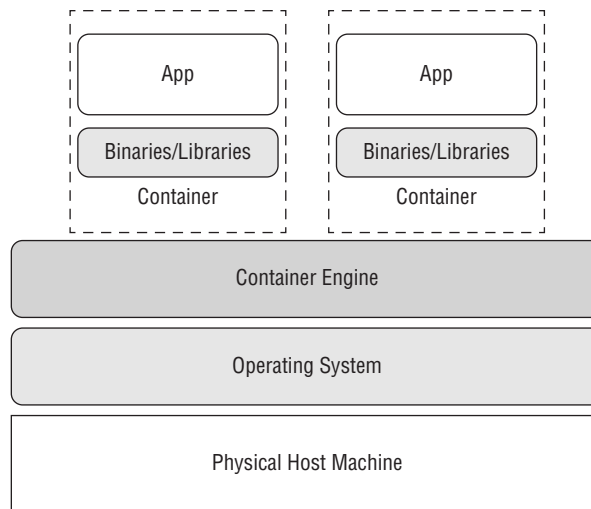 App
App
Binaries/Libraries
Binaries/Libraries
Container
Container
Container Engine
Operating System
Physical Host Machine